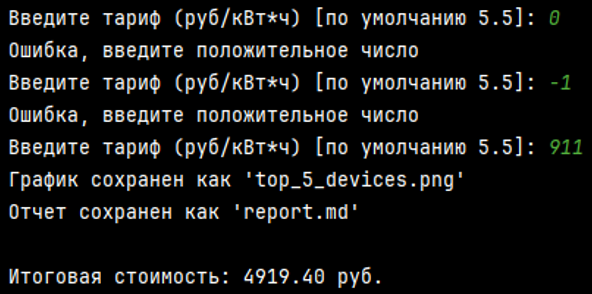 Введите тариф (руб/кВт*ч) [по умолчанию 5.5]: 0
Ошибка, введите положительное число
Введите тариф (руб/кВт*ч) [по умолчанию 5.5]: -1
Ошибка, введите положительное число
Введите тариф (руб/кВт*ч) [по умолчанию 5.5]: 911
График сохранен как 'top_5_devices.png'
Отчет сохранен как 'report.md'
Итоговая стоимость: 4919.40 руб.